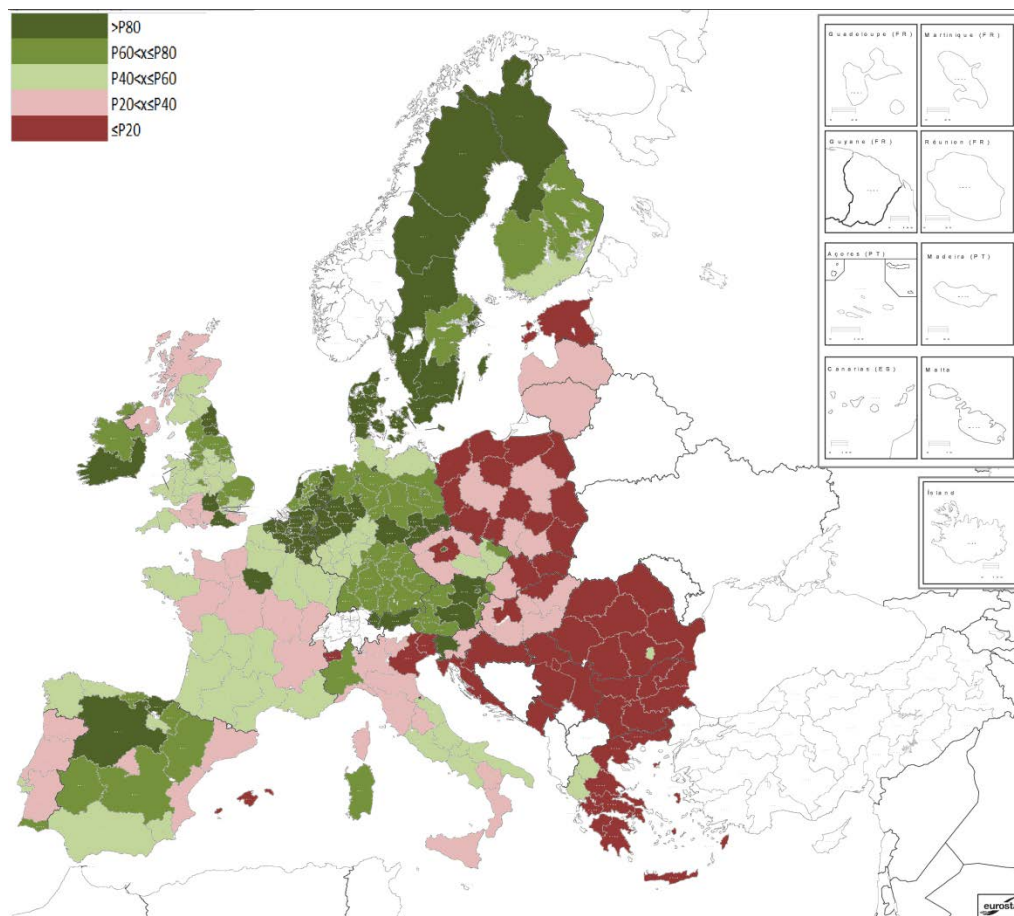 >P80
P60<x≤P80
P40<x≤P60
P20<x≤P40
≤P20
Guadeloupe (FR)
Martinique (FR)
Guyane (FR)
Réunion (FR)
Açores (PT)
Madeira (PT)
Canarias (ES)
Malta
Ísland
eurosta